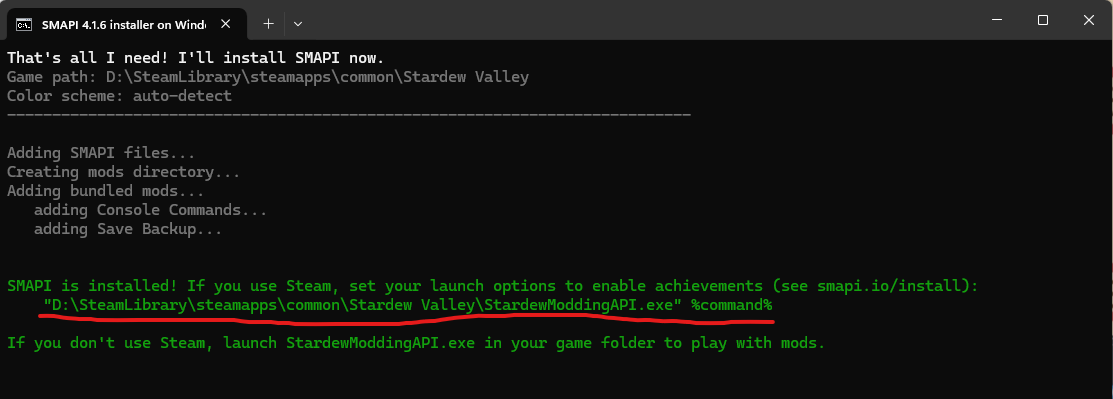 SMAPI 4.1.6 installer on Wind
That's all I need! I'll install SMAPI now.
Game path: D:\SteamLibrary\steamapps\common\Stardew Valley
Color scheme: auto-detect
----------------------------------------------------------------------------
Adding SMAPI files...
Creating mods directory...
Adding bundled mods...
   adding Console Commands...
   adding Save Backup...
SMAPI is installed! If you use Steam, set your launch options to enable achievements (see smapi.io/install):
    "D:\SteamLibrary\steamapps\common\Stardew Valley\StardewModdingAPI.exe" %command%
If you don't use Steam, launch StardewModdingAPI.exe in your game folder to play with mods.